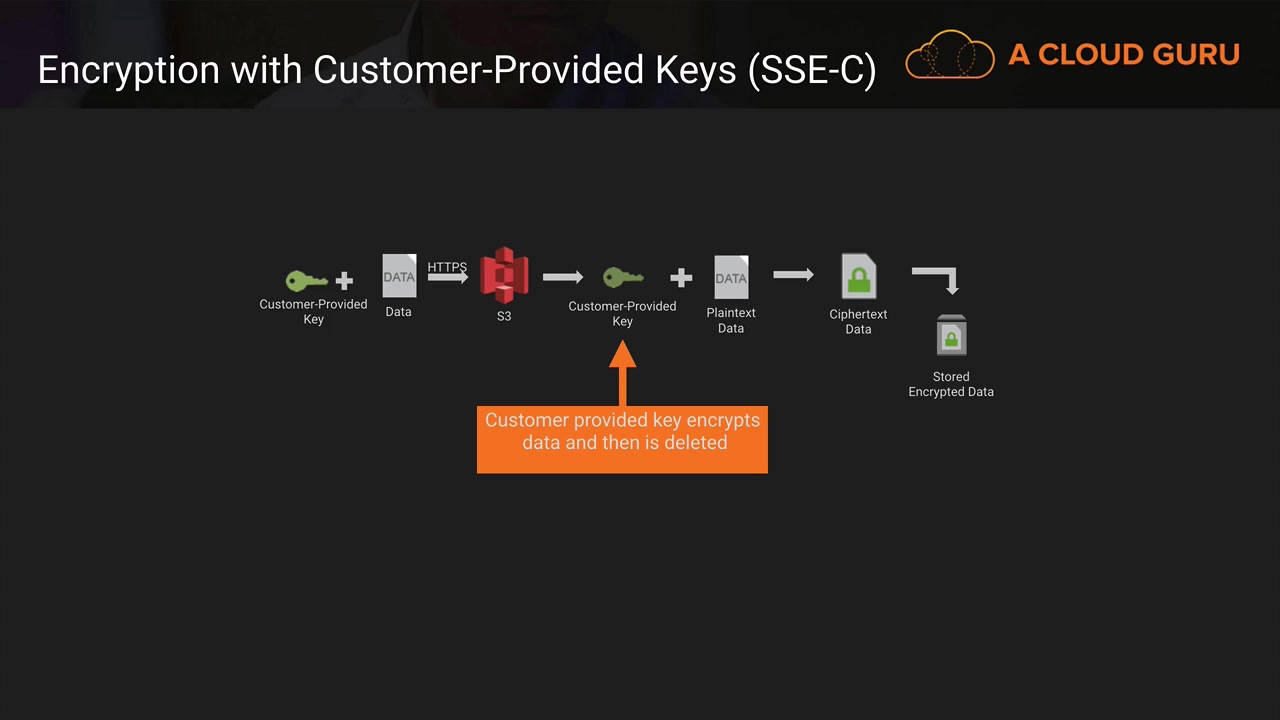 Encryption with Customer-Provided Keys (SSE-C)
A CLOUD GURU
Customer-Provided
Key
DATA
Data
HTTPS
S3
Customer-Provided
Key
DATA
Plaintext
Data
Ciphertext
Data
Stored
Encrypted Data
Customer provided key encrypts
data and then is deleted